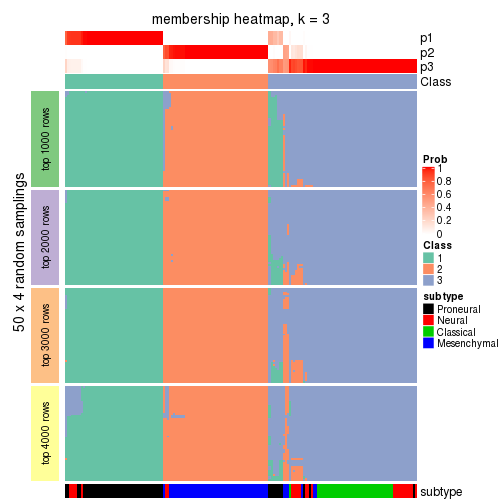 membership heatmap, k = 3
p1
p2
p3
Class
50 x 4 random samplings
top 1000 rows
top 2000 rows
top 3000 rows
top 4000 rows
Prob
1
0.8
0.6
0.4
0.2
0
Class
1
2
3
subtype
Proneural
Neural
Classical
Mesenchymal
subtype